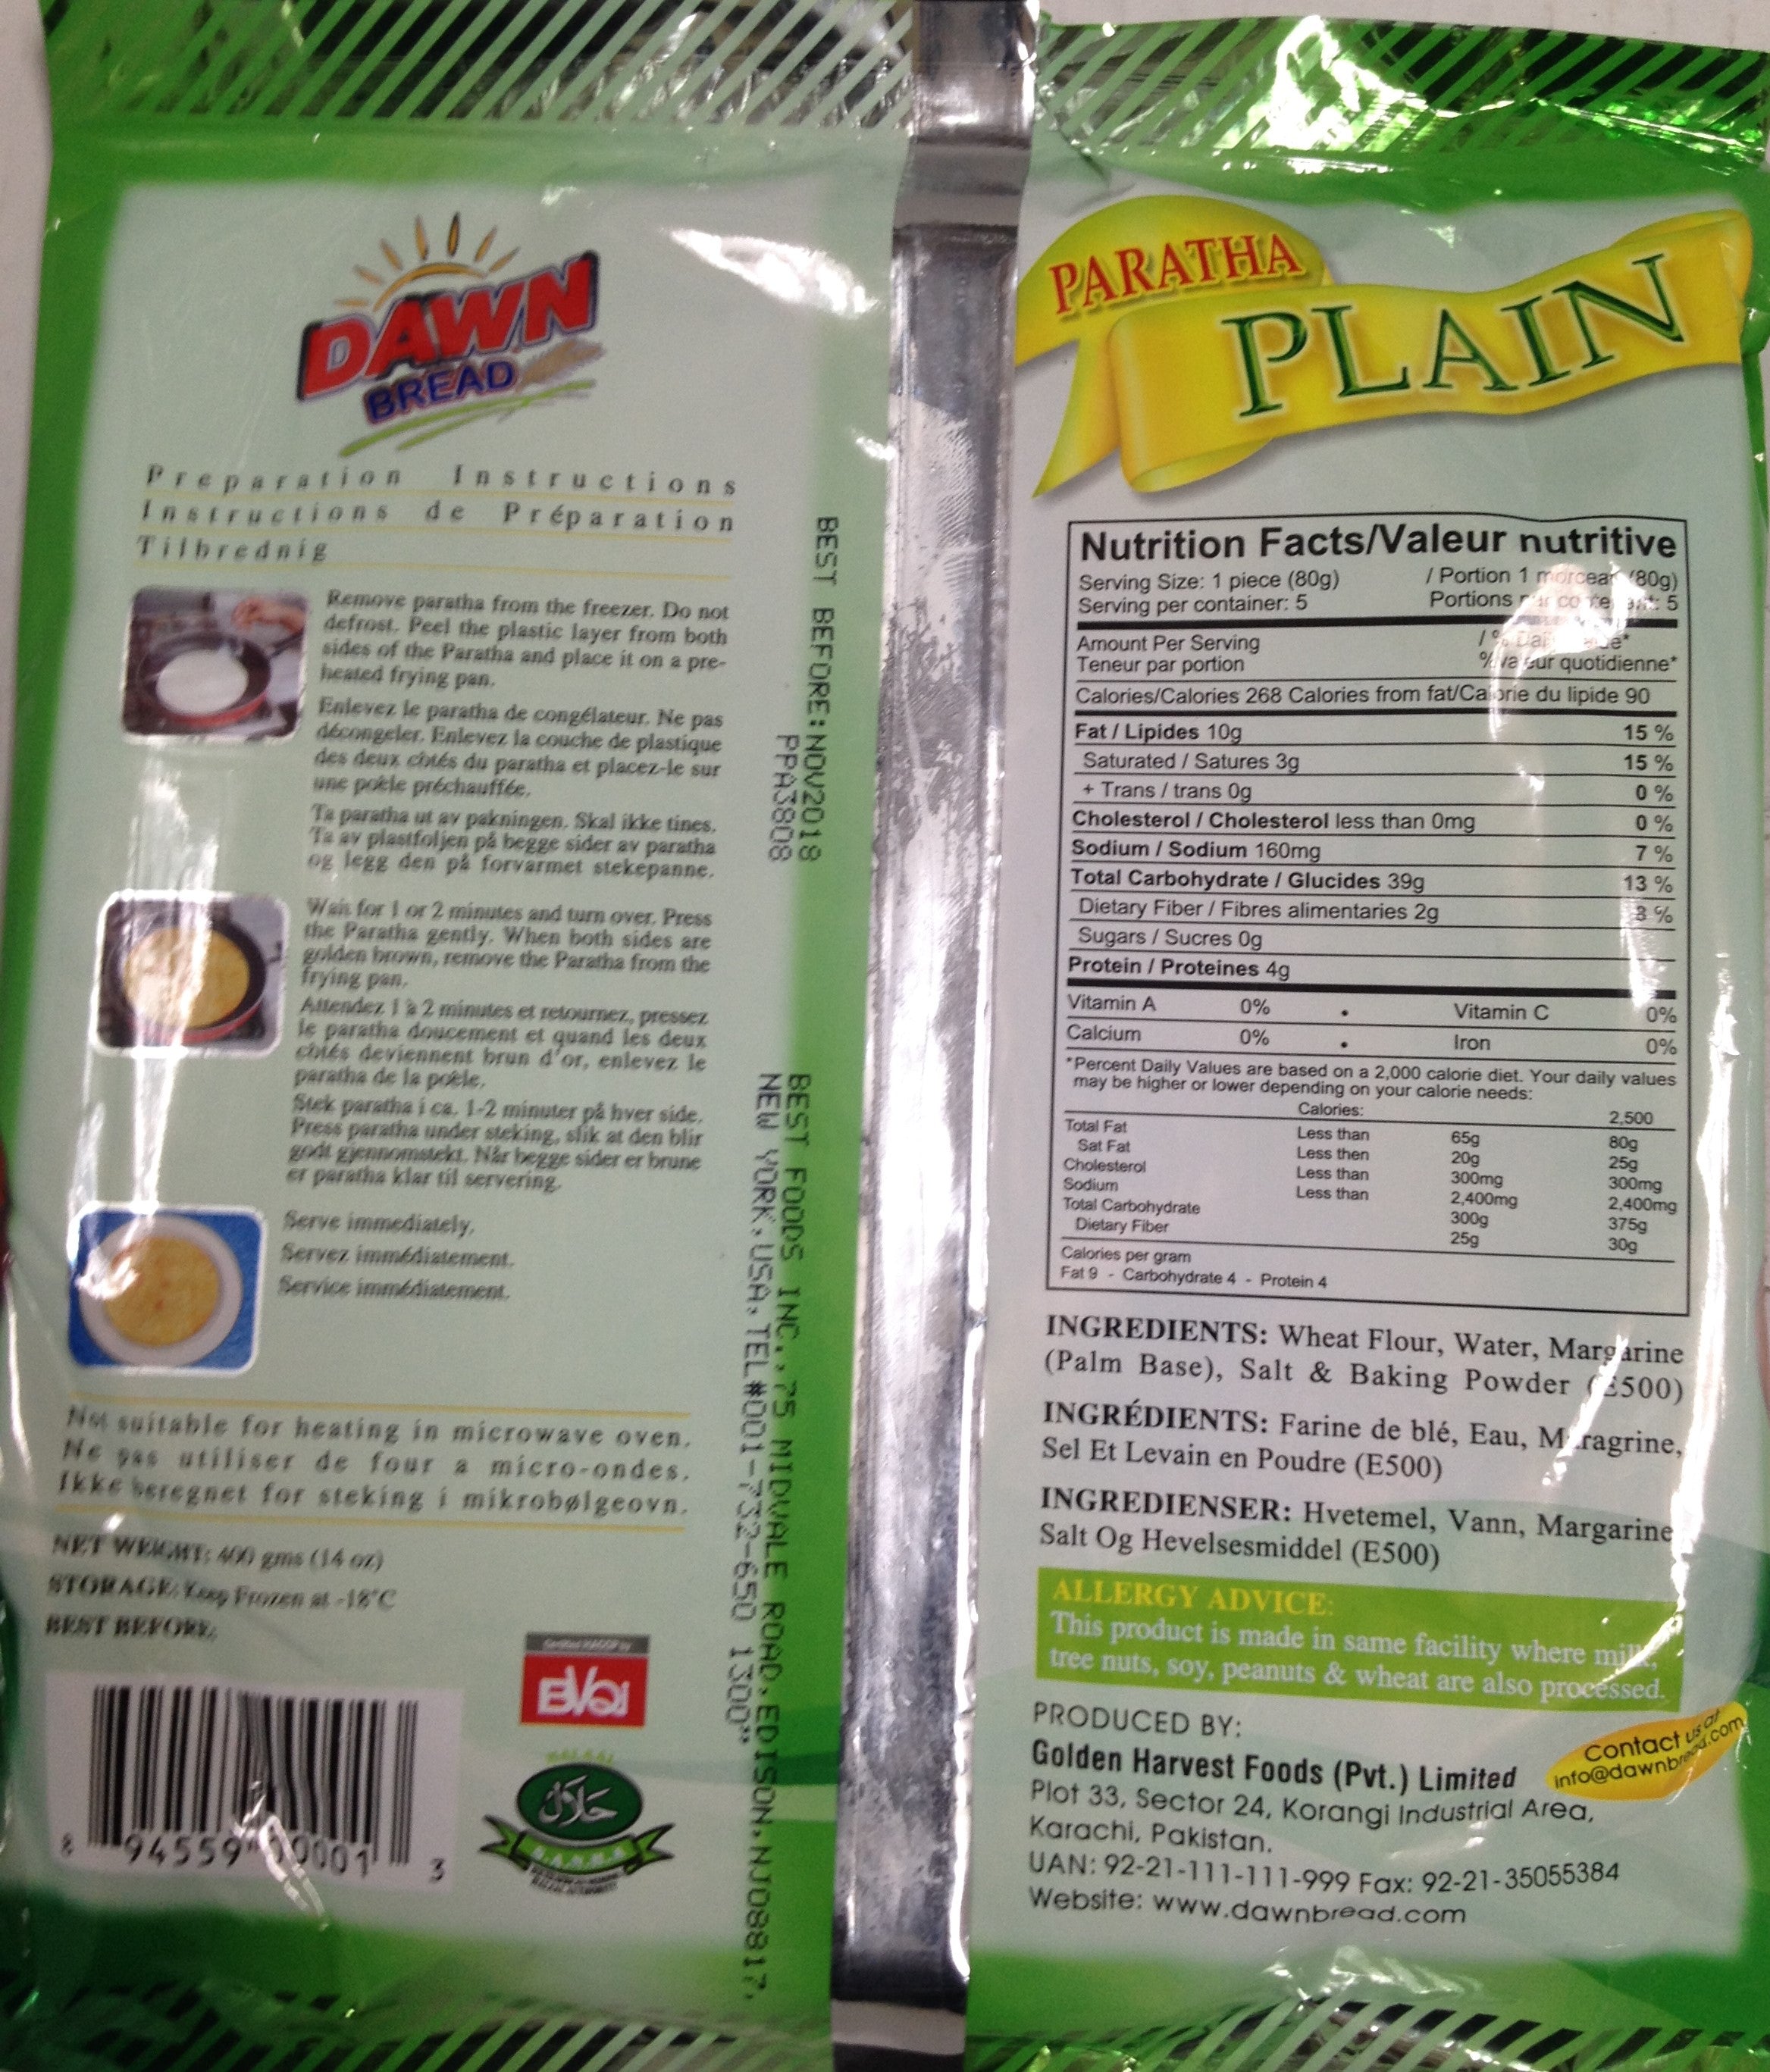 DAWN
BREAD
Preparation Instructions
Instructions de Préparation
Tilbrednig
Remove paratha from the freezer. Do not
defrost. Peel the plastic layer from both
sides of the Paratha and place it on a pre-
heated frying pan.
Enlevez le paratha de congélateur. Ne pas
décongeler. Enlevez la couche de plastique
des deux côtés du paratha et placez-le sur
une poêle préchauffée.
Ta paratha ut av pakningen. Skal ikke tines.
Ta av plastfoljen på begge sider av paratha
og legg den på forvarmet stekepanne.
Wait for 1 or 2 minutes and turn over. Press
the Paratha gently. When both sides are
golden brown, remove the Paratha from the
frying pan.
Attendez 1 à 2 minutes et retournez, pressez
le paratha doucement et quand les deux
côtés deviennent brun d'or, enlevez le
paratha de la poêle.
Stek paratha i ca. 1-2 minuter på hver side.
Press paratha under steking, slik at den blir
godt gjennomstekt. Når begge sider er brune
er paratha klar til servering.
Serve immediately.
Servez immédiatement.
Service immédiatement.
Not suitable for heating in microwave oven.
Ne pas utiliser de four a micro-ondes.
Ikke beregnet for steking i mikrobølgeovn.
NET WEIGHT: 400 gms (14 oz)
STORAGE: Keep Frozen at -18°C
BEST BEFORE:
8 94559 00001 3
Certified HACCP by
BVQI
HALAL
حلال
BEST BEFORE:NOV2018
PPA3808
BEST FOODS INC.,75 MIDVALE ROAD,EDISON,NJ08817,
NEW YORK,USA, TEL#001-732-650 1300"
PARATHA
PLAIN
Nutrition Facts/Valeur nutritive
Serving Size: 1 piece (80g) / Portion 1 morceau (80g)
Serving per container: 5 Portions par contenant: 5
Amount Per Serving / % Daily Value*
Teneur par portion % valeur quotidienne*
Calories/Calories 268 Calories from fat/Calorie du lipide 90
Fat / Lipides 10g 15 %
Saturated / Satures 3g 15 %
+ Trans / trans 0g 0 %
Cholesterol / Cholesterol less than 0mg 0 %
Sodium / Sodium 160mg 7 %
Total Carbohydrate / Glucides 39g 13 %
Dietary Fiber / Fibres alimentaries 2g 8 %
Sugars / Sucres 0g
Protein / Proteines 4g
Vitamin A 0% • Vitamin C 0%
Calcium 0% • Iron 0%
*Percent Daily Values are based on a 2,000 calorie diet. Your daily values
may be higher or lower depending on your calorie needs:
Calories: 2,500
Total Fat Less than 65g 80g
Sat Fat Less then 20g 25g
Cholesterol Less than 300mg 300mg
Sodium Less than 2,400mg 2,400mg
Total Carbohydrate 300g 375g
Dietary Fiber 25g 30g
Calories per gram
Fat 9 - Carbohydrate 4 - Protein 4
INGREDIENTS: Wheat Flour, Water, Margarine
(Palm Base), Salt & Baking Powder (E500)
INGRÉDIENTS: Farine de blé, Eau, Maragrine,
Sel Et Levain en Poudre (E500)
INGREDIENSER: Hvetemel, Vann, Margarine
Salt Og Hevelsesmiddel (E500)
ALLERGY ADVICE:
This product is made in same facility where milk,
tree nuts, soy, peanuts & wheat are also processed.
PRODUCED BY:
Golden Harvest Foods (Pvt.) Limited
Plot 33, Sector 24, Korangi Industrial Area,
Karachi, Pakistan.
UAN: 92-21-111-111-999 Fax: 92-21-35055384
Website: www.dawnbread.com
Contact us at
info@dawnbread.com